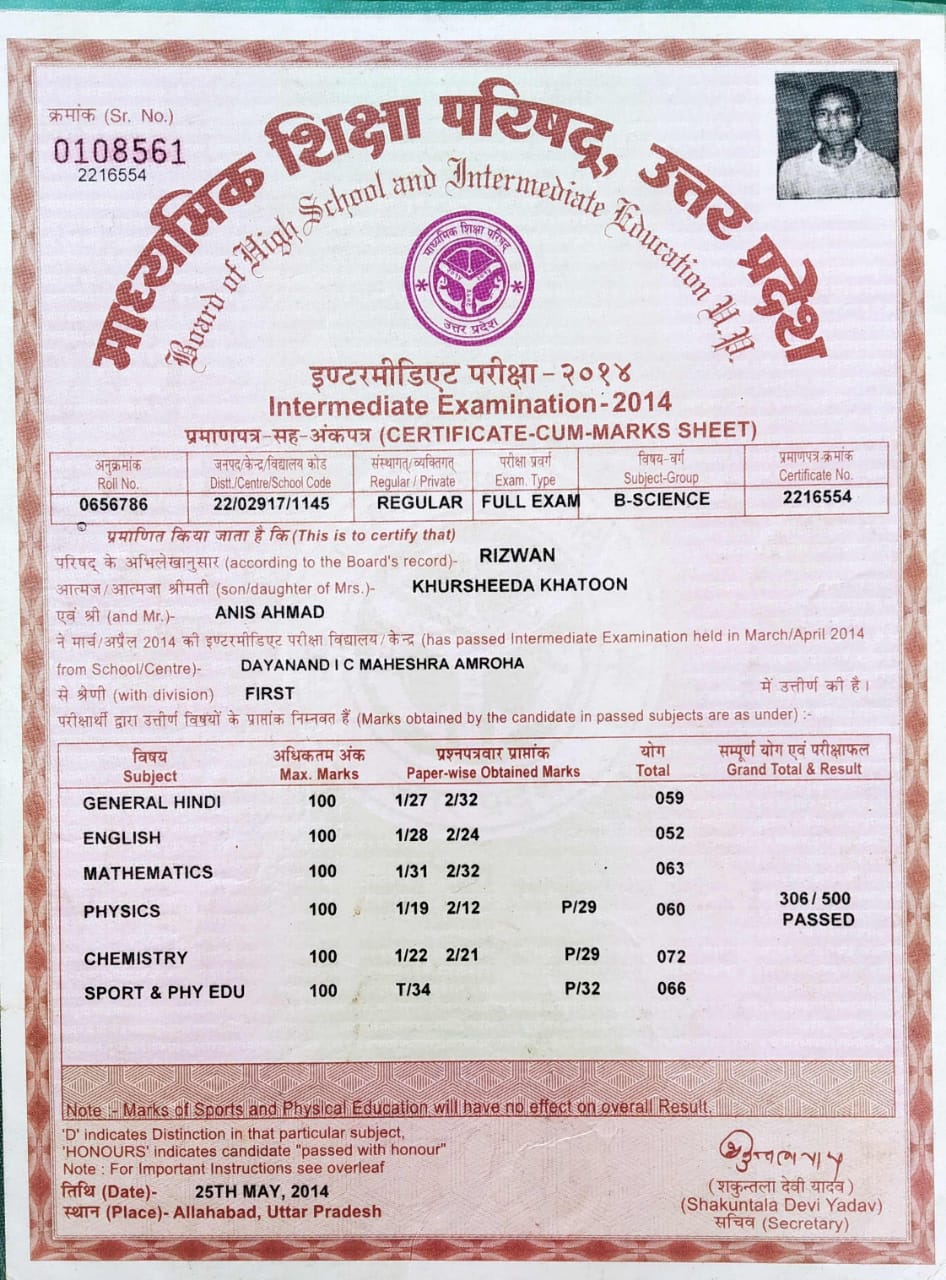 क्रमांक (Sr. No.)
0108561
2216554
माध्यमिक शिक्षा परिषद्, उत्तर प्रदेश
Board of High School and Intermediate Education U.P.
माध्यमिक शिक्षा परिषद्
उत्तर प्रदेश
इण्टरमीडिएट परीक्षा - २०१४
Intermediate Examination - 2014
प्रमाणपत्र-सह-अंकपत्र (CERTIFICATE-CUM-MARKS SHEET)
अनुक्रमांक जनपद/केन्द्र/विद्यालय कोड संस्थागत्/व्यक्तिगत् परीक्षा प्रवर्ग विषय-वर्ग प्रमाणपत्र-क्रमांक
Roll No. Distt./Centre/School Code Regular / Private Exam. Type Subject-Group Certificate No.
0656786 22/02917/1145 REGULAR FULL EXAM B-SCIENCE 2216554
©
प्रमाणित किया जाता है कि (This is to certify that)
परिषद् के अभिलेखानुसार (according to the Board's record)- RIZWAN
आत्मज/आत्मजा श्रीमती (son/daughter of Mrs.)- KHURSHEEDA KHATOON
एवं श्री (and Mr.)- ANIS AHMAD
ने मार्च/अप्रैल 2014 की इण्टरमीडिएट परीक्षा विद्यालय/केन्द्र (has passed Intermediate Examination held in March/April 2014
from School/Centre)- DAYANAND I C MAHESHRA AMROHA
से श्रेणी (with division) FIRST में उत्तीर्ण की है।
परीक्षार्थी द्वारा उत्तीर्ण विषयों के प्राप्तांक निम्नवत हैं (Marks obtained by the candidate in passed subjects are as under) :-
विषय अधिकतम अंक प्रश्नपत्रवार प्राप्तांक योग सम्पूर्ण योग एवं परीक्षाफल
Subject Max. Marks Paper-wise Obtained Marks Total Grand Total & Result
GENERAL HINDI 100 1/27 2/32 059
ENGLISH 100 1/28 2/24 052
MATHEMATICS 100 1/31 2/32 063
PHYSICS 100 1/19 2/12 P/29 060 306 / 500
PASSED
CHEMISTRY 100 1/22 2/21 P/29 072
SPORT & PHY EDU 100 T/34 P/32 066
Note :- Marks of Sports and Physical Education will have no effect on overall Result.
'D' indicates Distinction in that particular subject,
'HONOURS' indicates candidate "passed with honour"
Note : For Important Instructions see overleaf
तिथि (Date)- 25TH MAY, 2014
स्थान (Place)- Allahabad, Uttar Pradesh
(शकुन्तला देवी यादव)
(Shakuntala Devi Yadav)
सचिव (Secretary)